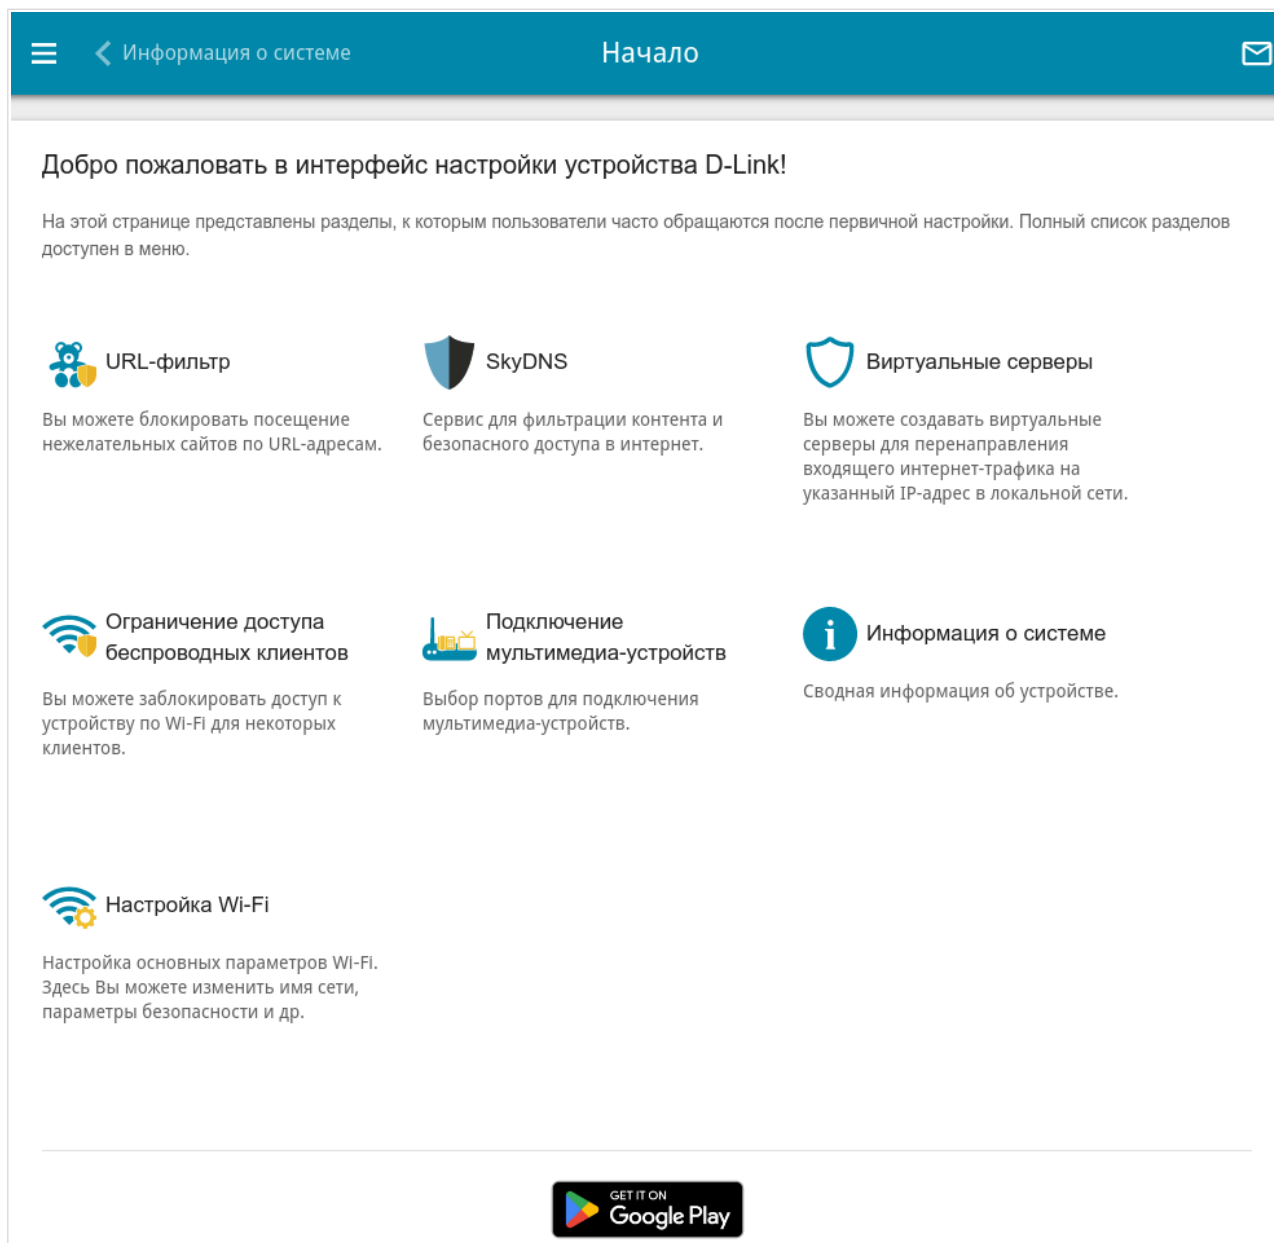 Информация о системе
Начало
Добро пожаловать в интерфейс настройки устройства D-Link!
На этой странице представлены разделы, к которым пользователи часто обращаются после первичной настройки. Полный список разделов
доступен в меню.
URL-фильтр
Вы можете блокировать посещение
нежелательных сайтов по URL-адресам.
SkyDNS
Сервис для фильтрации контента и
безопасного доступа в интернет.
Виртуальные серверы
Вы можете создавать виртуальные
серверы для перенаправления
входящего интернет-трафика на
указанный IP-адрес в локальной сети.
Ограничение доступа
беспроводных клиентов
Вы можете заблокировать доступ к
устройству по Wi-Fi для некоторых
клиентов.
Подключение
мультимедиа-устройств
Выбор портов для подключения
мультимедиа-устройств.
Информация о системе
Сводная информация об устройстве.
Настройка Wi-Fi
Настройка основных параметров Wi-Fi.
Здесь Вы можете изменить имя сети,
параметры безопасности и др.
GET IT ON
Google Play